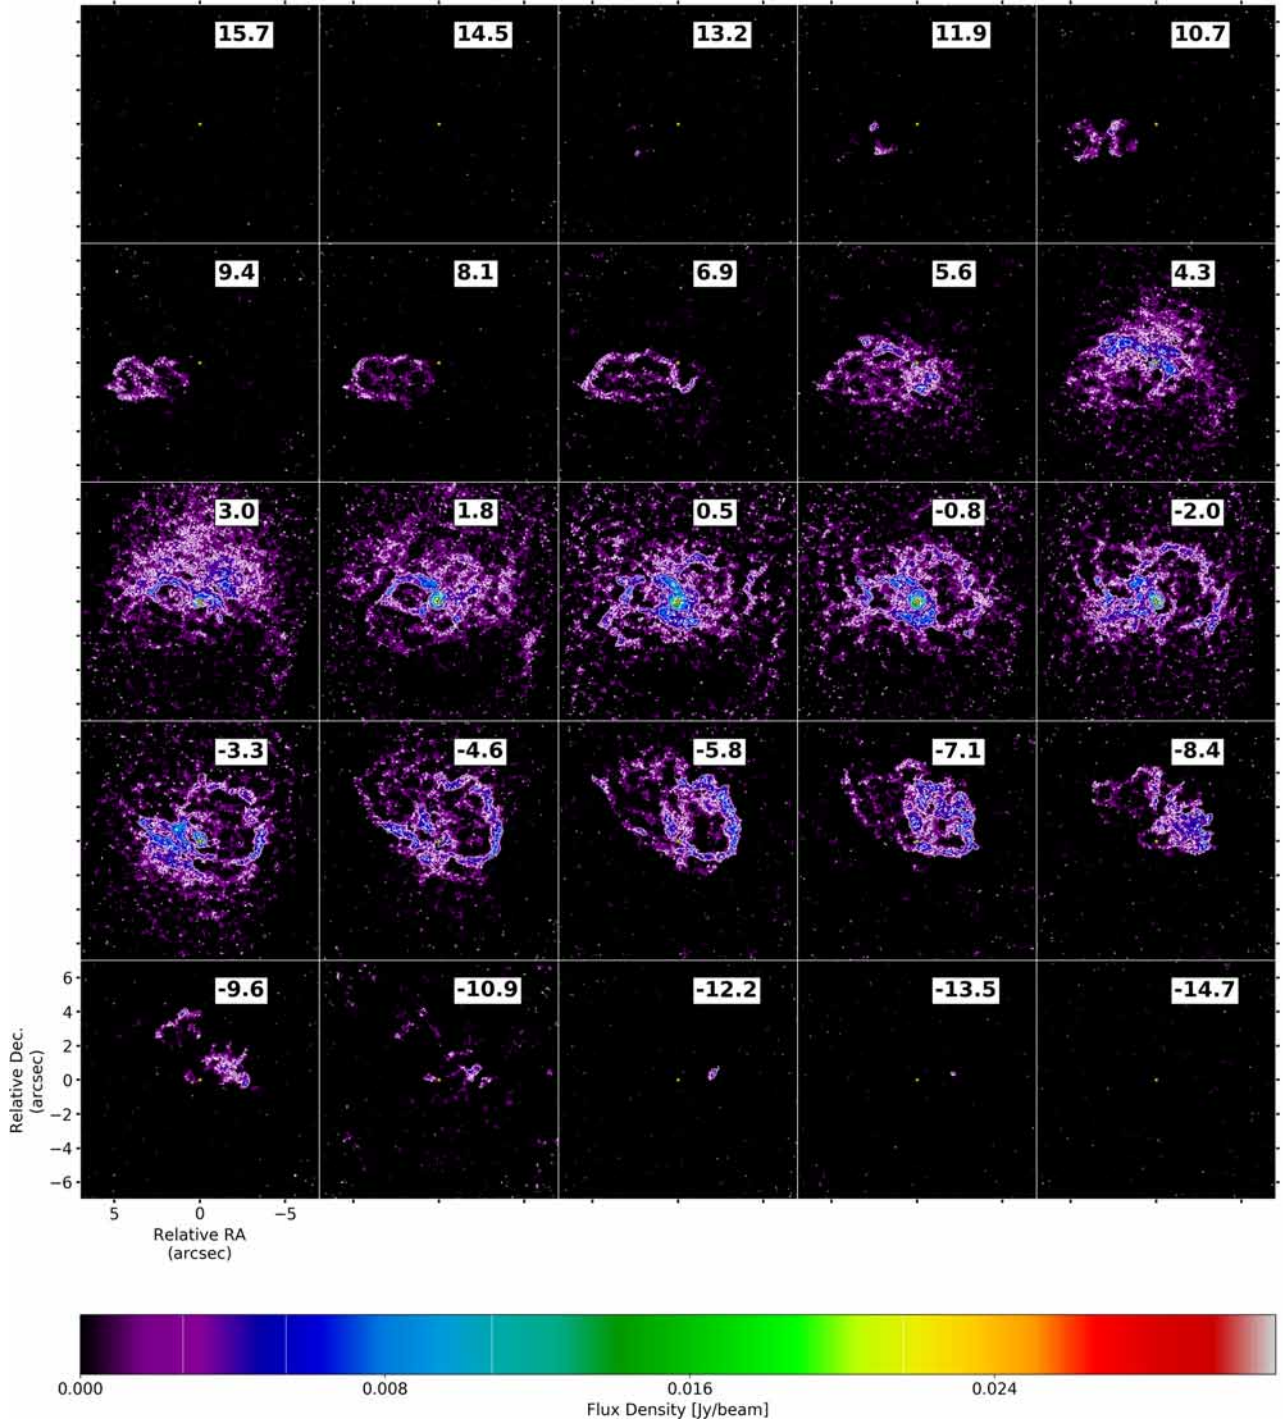 15.7 14.5 13.2 11.9 10.7
9.4 8.1 6.9 5.6 4.3
3.0 1.8 0.5 -0.8 -2.0
-3.3 -4.6 -5.8 -7.1 -8.4
-9.6 -10.9 -12.2 -13.5 -14.7
6
4
2
0
−2
−4
−6
Relative Dec.
(arcsec)
5 0 −5
Relative RA
(arcsec)
0.000 0.008 0.016 0.024
Flux Density [Jy/beam]